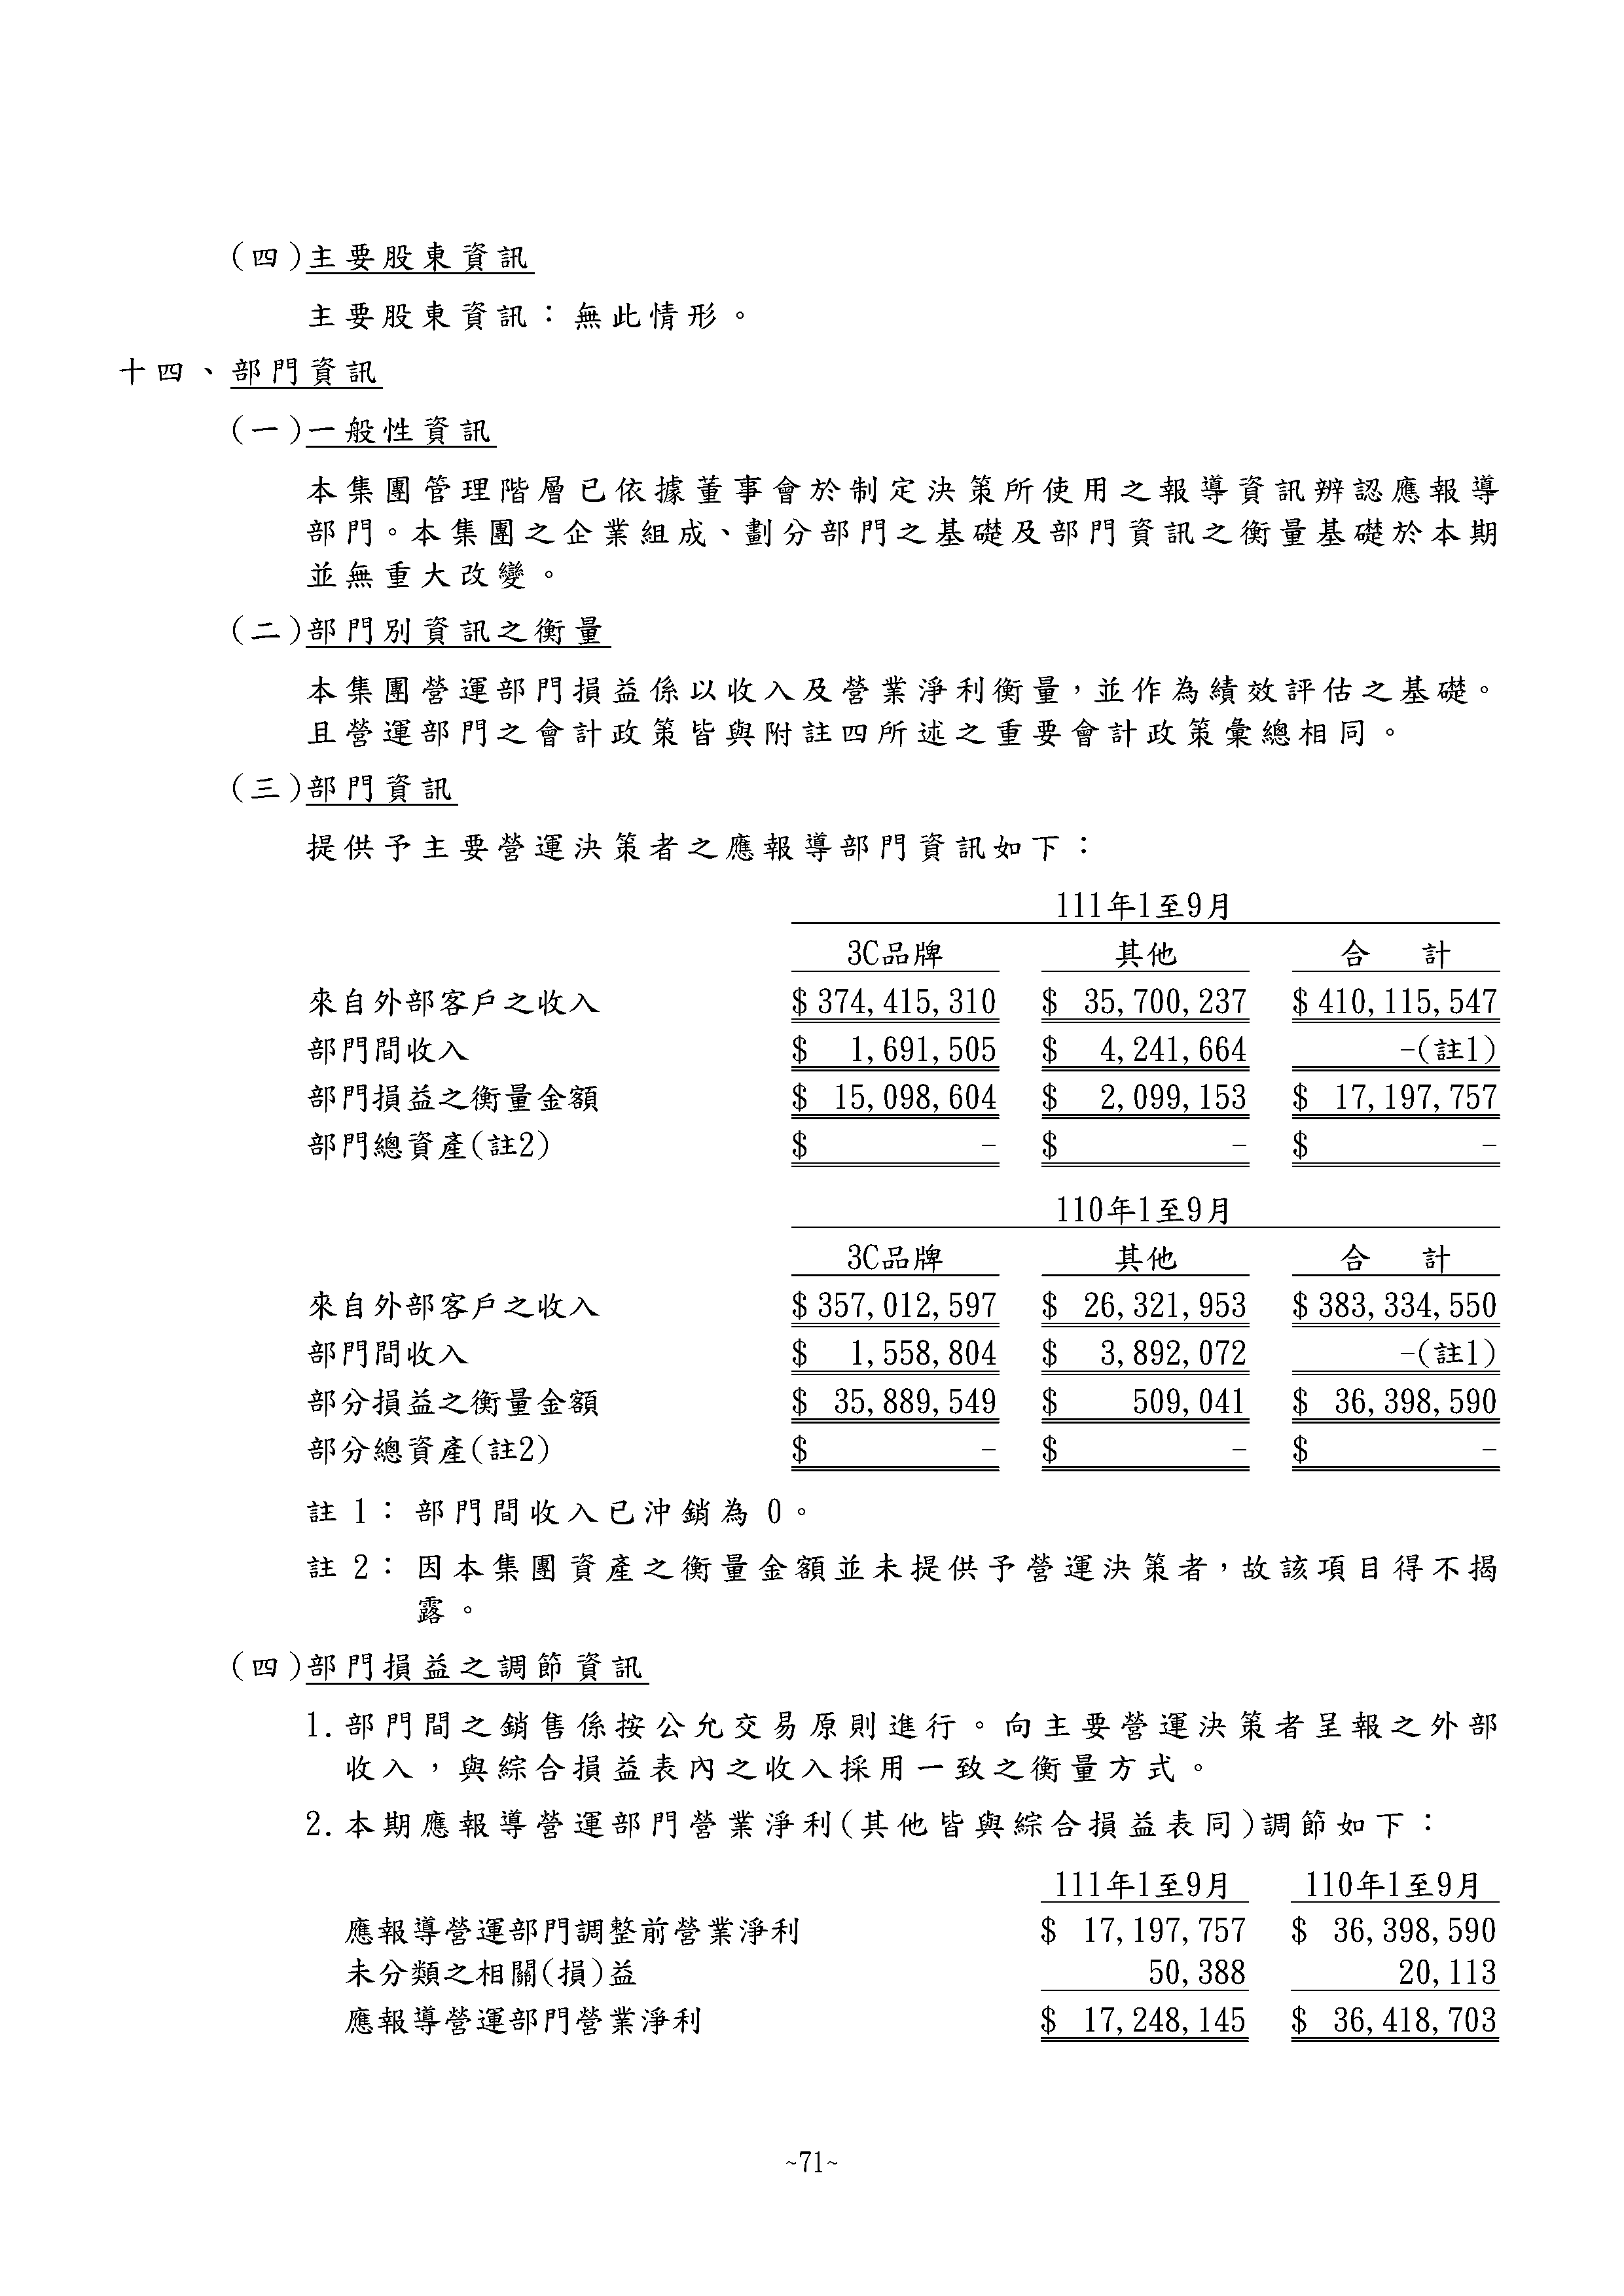 (四)主要股東資訊
主要股東資訊：無此情形。
十四、部門資訊
(一)一般性資訊
本集團管理階層已依據董事會於制定決策所使用之報導資訊辨認應報導
部門。本集團之企業組成、劃分部門之基礎及部門資訊之衡量基礎於本期
並無重大改變。
(二)部門別資訊之衡量
本集團營運部門損益係以收入及營業淨利衡量，並作為績效評估之基礎。
且營運部門之會計政策皆與附註四所述之重要會計政策彙總相同。
(三)部門資訊
提供予主要營運決策者之應報導部門資訊如下：
111年1至9月
3C品牌 其他 合 計
來自外部客戶之收入 $ 374,415,310 $ 35,700,237 $ 410,115,547
部門間收入 $ 1,691,505 $ 4,241,664 -(註1)
部門損益之衡量金額 $ 15,098,604 $ 2,099,153 $ 17,197,757
部門總資產(註2) $ - $ - $ -
110年1至9月
3C品牌 其他 合 計
來自外部客戶之收入 $ 357,012,597 $ 26,321,953 $ 383,334,550
部門間收入 $ 1,558,804 $ 3,892,072 -(註1)
部分損益之衡量金額 $ 35,889,549 $ 509,041 $ 36,398,590
部分總資產(註2) $ - $ - $ -
註 1：部門間收入已沖銷為 0。
註 2：因本集團資產之衡量金額並未提供予營運決策者，故該項目得不揭
露。
(四)部門損益之調節資訊
1.部門間之銷售係按公允交易原則進行。向主要營運決策者呈報之外部
收入，與綜合損益表內之收入採用一致之衡量方式。
2.本期應報導營運部門營業淨利(其他皆與綜合損益表同)調節如下：
111年1至9月 110年1至9月
應報導營運部門調整前營業淨利 $ 17,197,757 $ 36,398,590
未分類之相關(損)益 50,388 20,113
應報導營運部門營業淨利 $ 17,248,145 $ 36,418,703
~71~